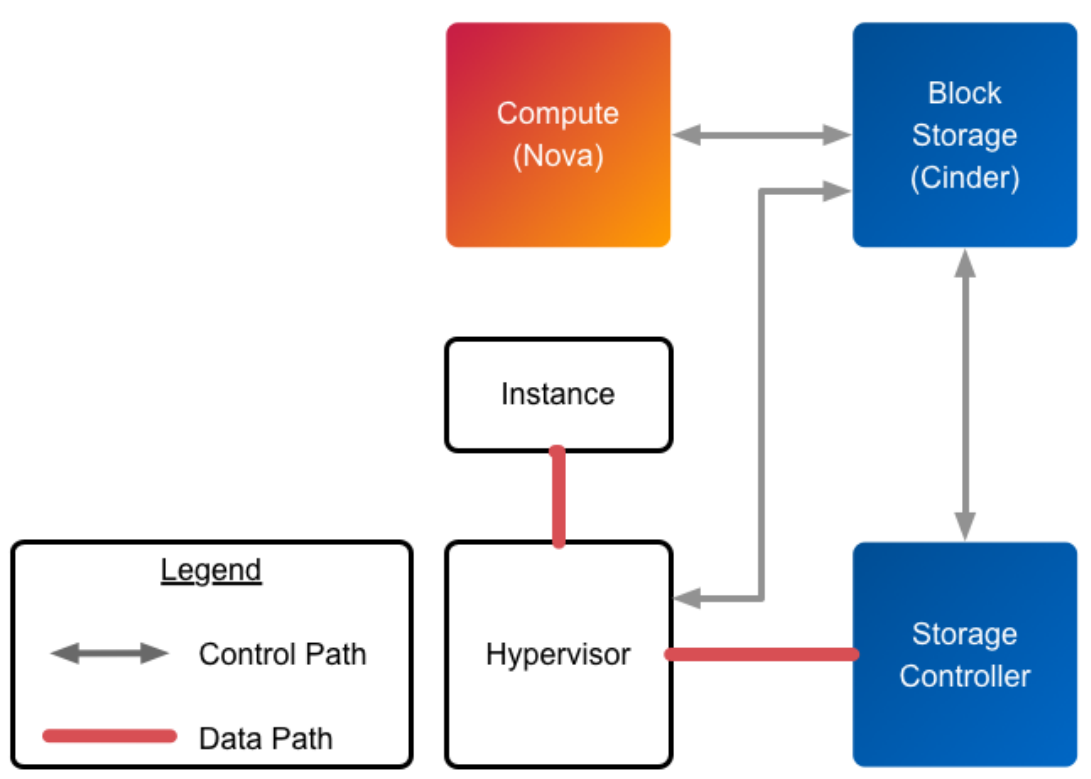 Compute
(Nova)
Block
Storage
(Cinder)
Instance
Legend
Control Path
Data Path
Hypervisor
Storage
Controller